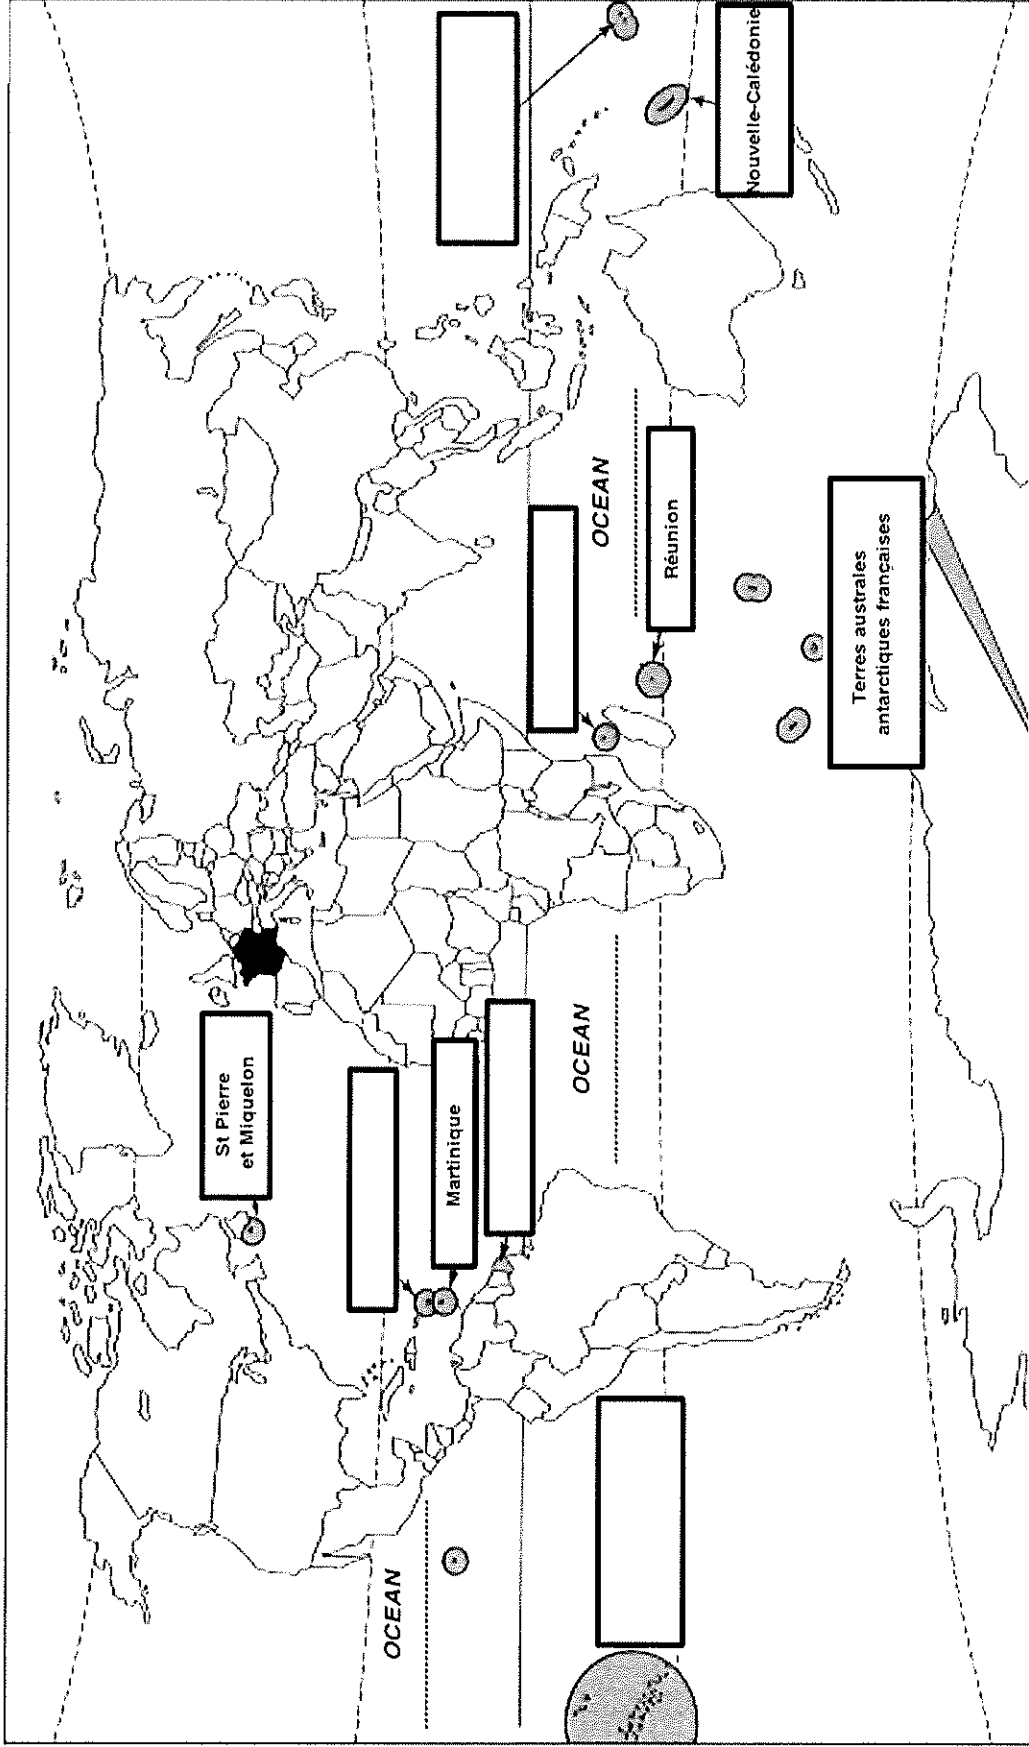 St Pierre
et Miquelon
Martinique
OCEAN
OCEAN
OCEAN
Réunion
Nouvelle-Calédonie
Terres australes
antarctiques françaises